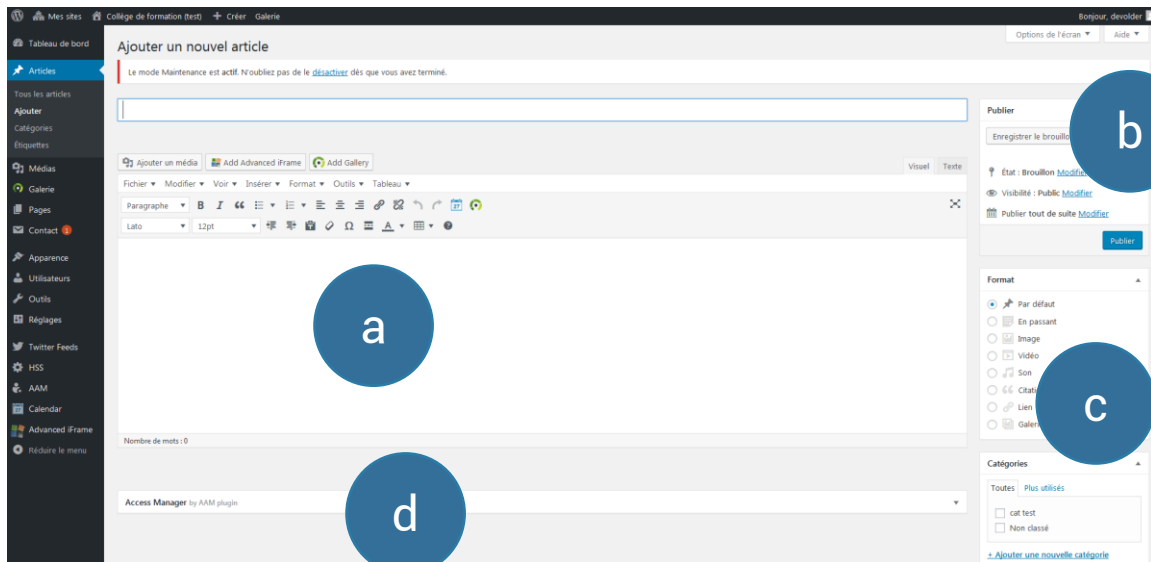 Mes sites Collège de formation (test) + Créer Galerie Bonjour, devolder
Options de l'écran ▼ Aide ▼
Tableau de bord
Articles
Tous les articles
Ajouter
Catégories
Étiquettes
Médias
Galerie
Pages
Contact 1
Apparence
Utilisateurs
Outils
Réglages
Twitter Feeds
HSS
AAM
Calendar
Advanced iFrame
Réduire le menu
Ajouter un nouvel article
Le mode Maintenance est actif. N'oubliez pas de le désactiver dès que vous avez terminé.
Ajouter un média Add Advanced iFrame Add Gallery
Visuel Texte
Fichier ▼ Modifier ▼ Voir ▼ Insérer ▼ Format ▼ Outils ▼ Tableau ▼
Paragraphe ▼ B I
Lato ▼ 12pt ▼ Ω A ▼
a
Nombre de mots : 0
Access Manager by AAM plugin
d
Publier
b
Enregistrer le
État : Brouillon Modifier
Visibilité : Public Modifier
Publier tout de suite Modifier
Publier
Format
Par défaut
En passant
Image
Vidéo
Son
Lien
c
Catégories
Toutes Plus utilisés
cat test
Non classé
+ Ajouter une nouvelle catégorie